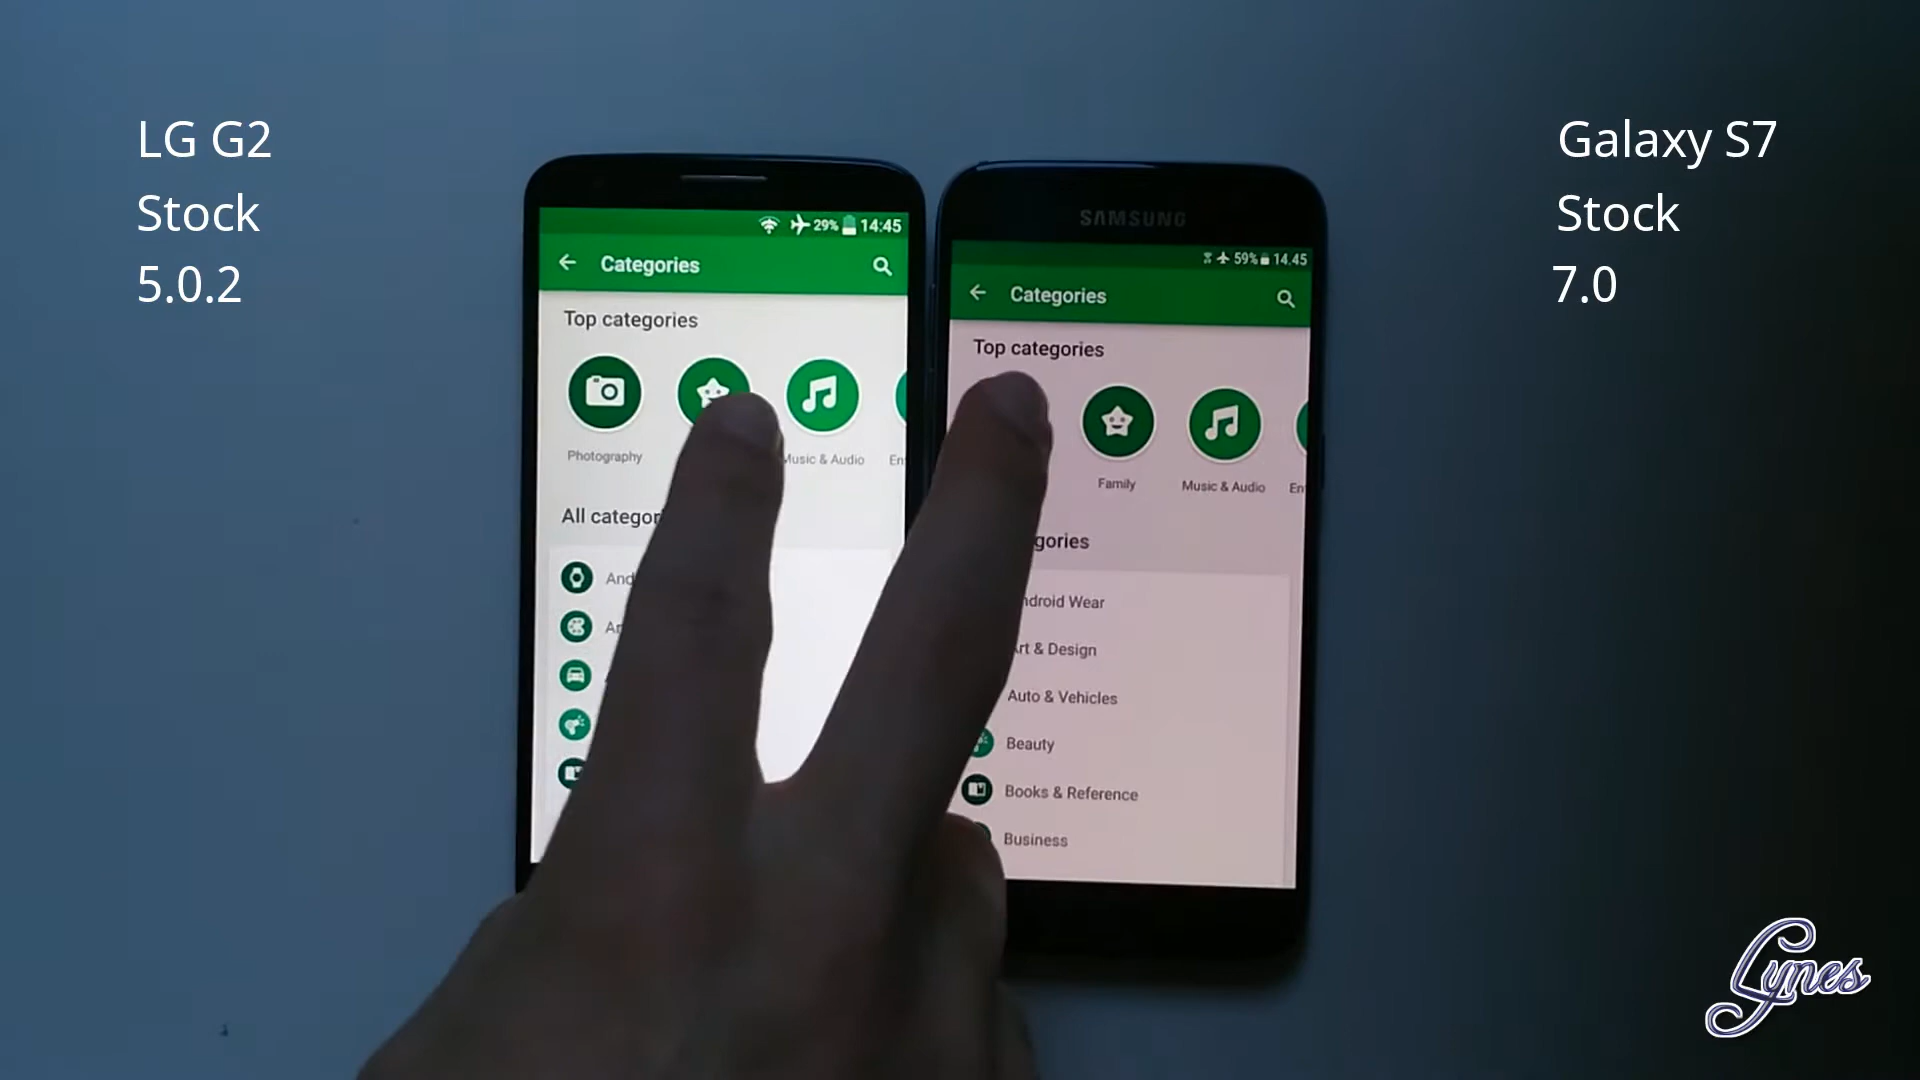 LG G2
Stock
5.0.2
Galaxy S7
Stock
7.0
29% 14:45
Categories
Top categories
Photography
Music & Audio
All categor
SAMSUNG
59% 14.45
Categories
Top categories
Family
Music & Audio
En
gories
ndroid Wear
rt & Design
Auto & Vehicles
Beauty
Books & Reference
Business
Lynes